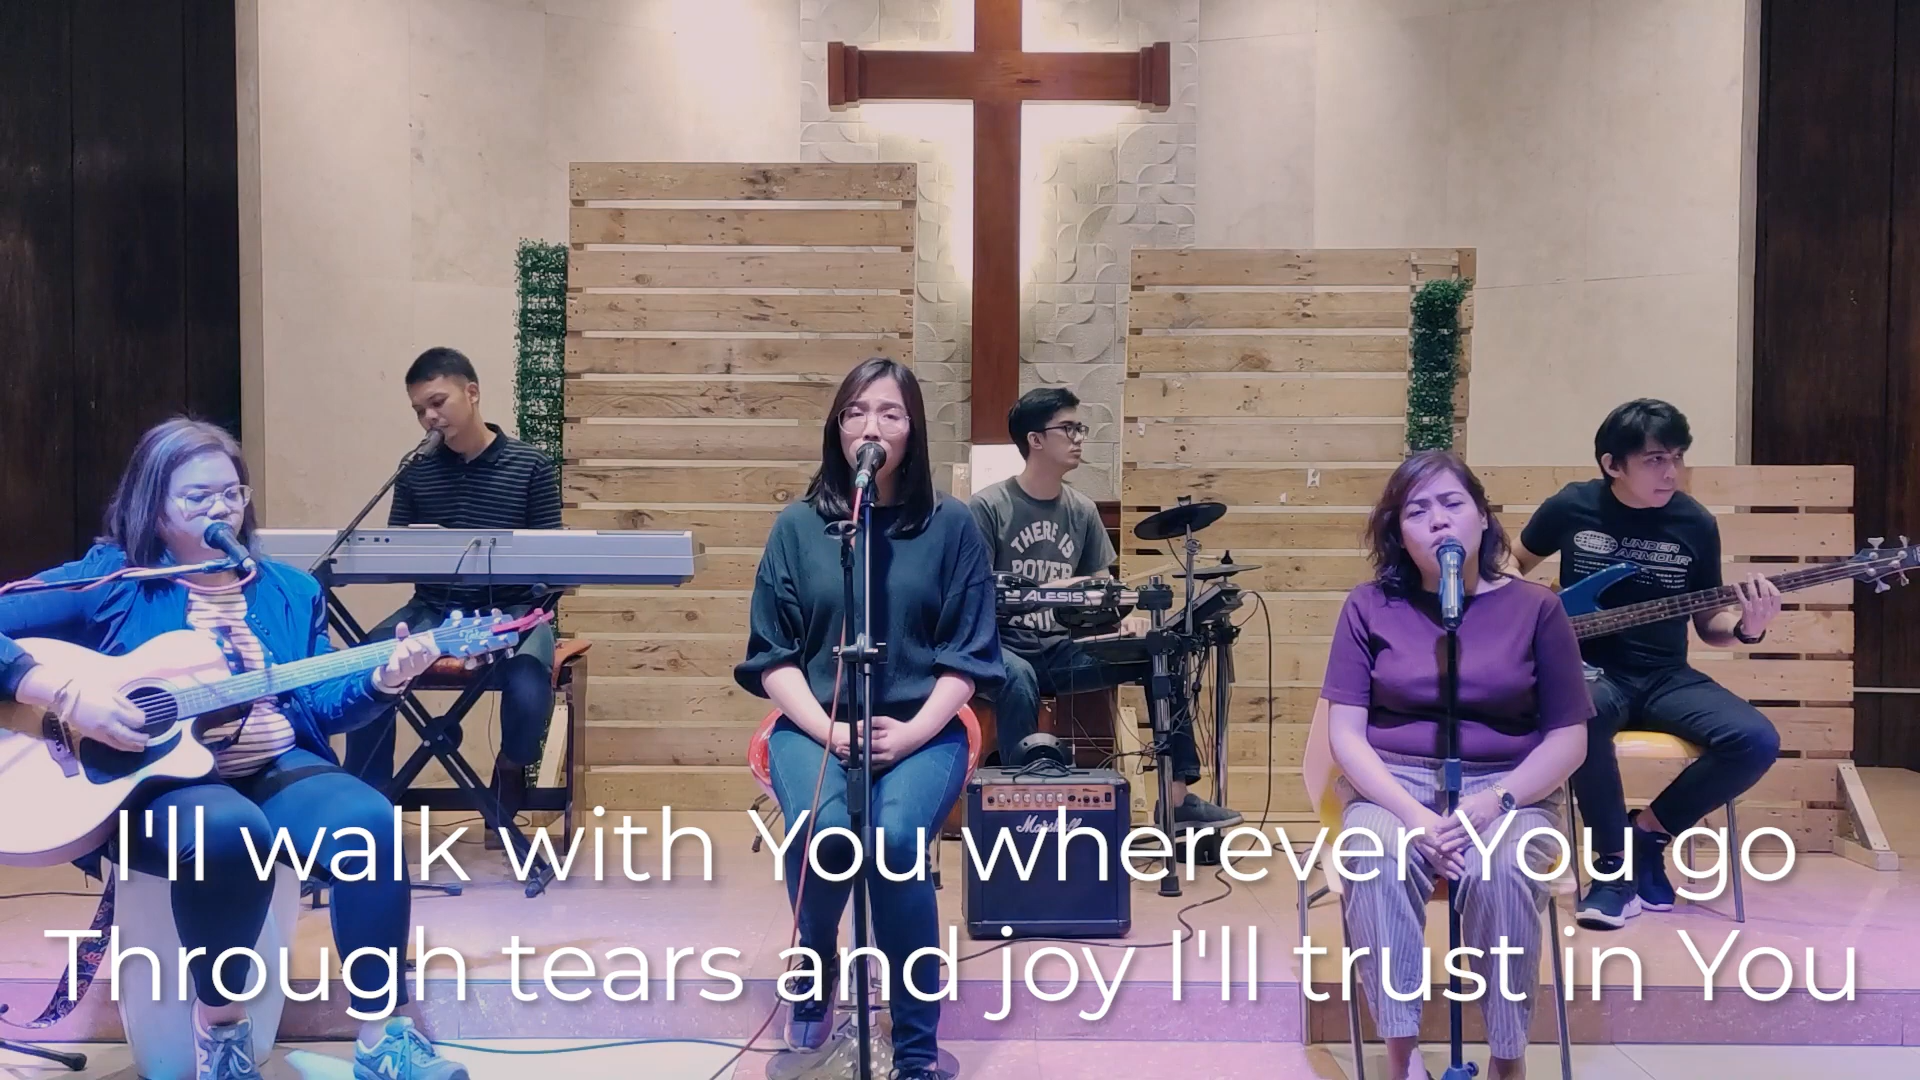 THERE IS
POWER
ALESIS
UNDER
ARMOUR
Marshall
I'll walk with You wherever You go
Through tears and joy I'll trust in You